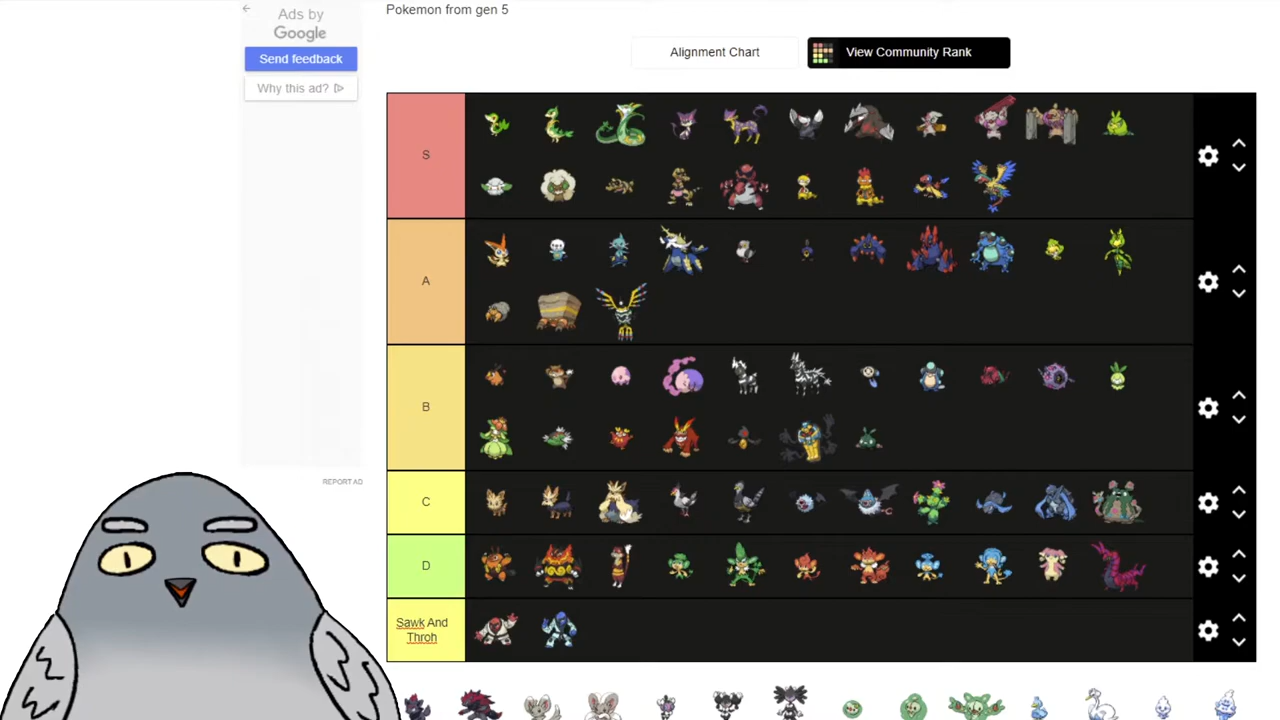 Ads by
Google
Send feedback
Why this ad?
REPORT AD
Pokemon from gen 5
Alignment Chart
View Community Rank
S
A
B
C
D
Sawk And
Throh